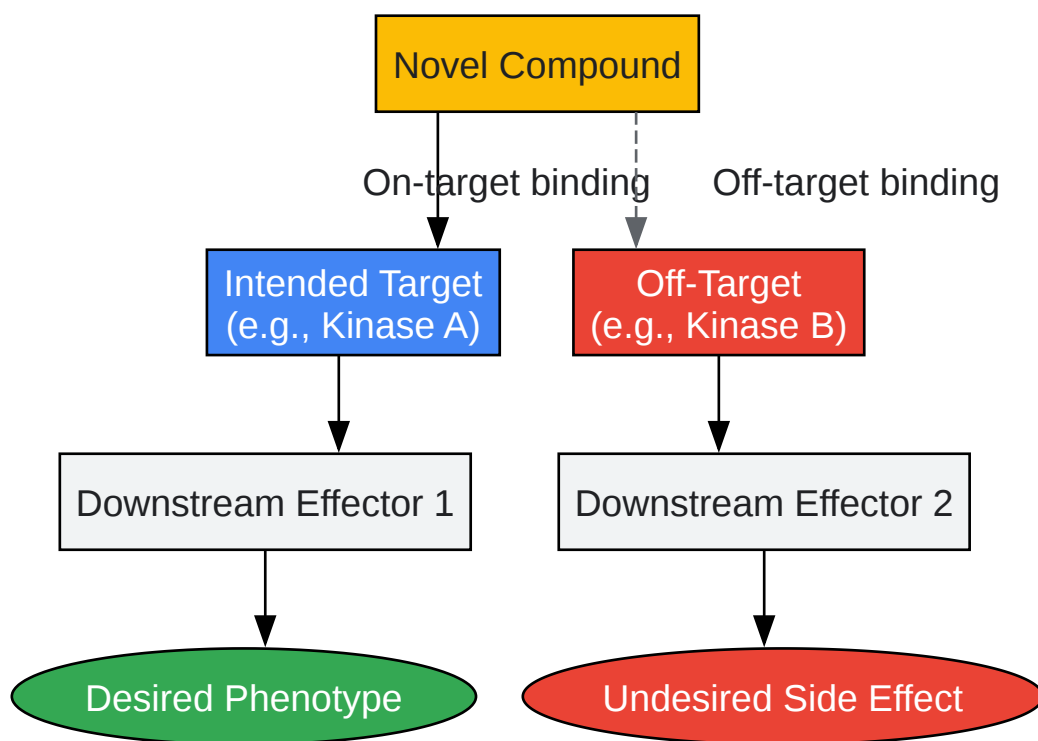 Novel Compound
On-target binding
Off-target binding
Intended Target
(e.g., Kinase A)
Off-Target
(e.g., Kinase B)
Downstream Effector 1
Downstream Effector 2
Desired Phenotype
Undesired Side Effect